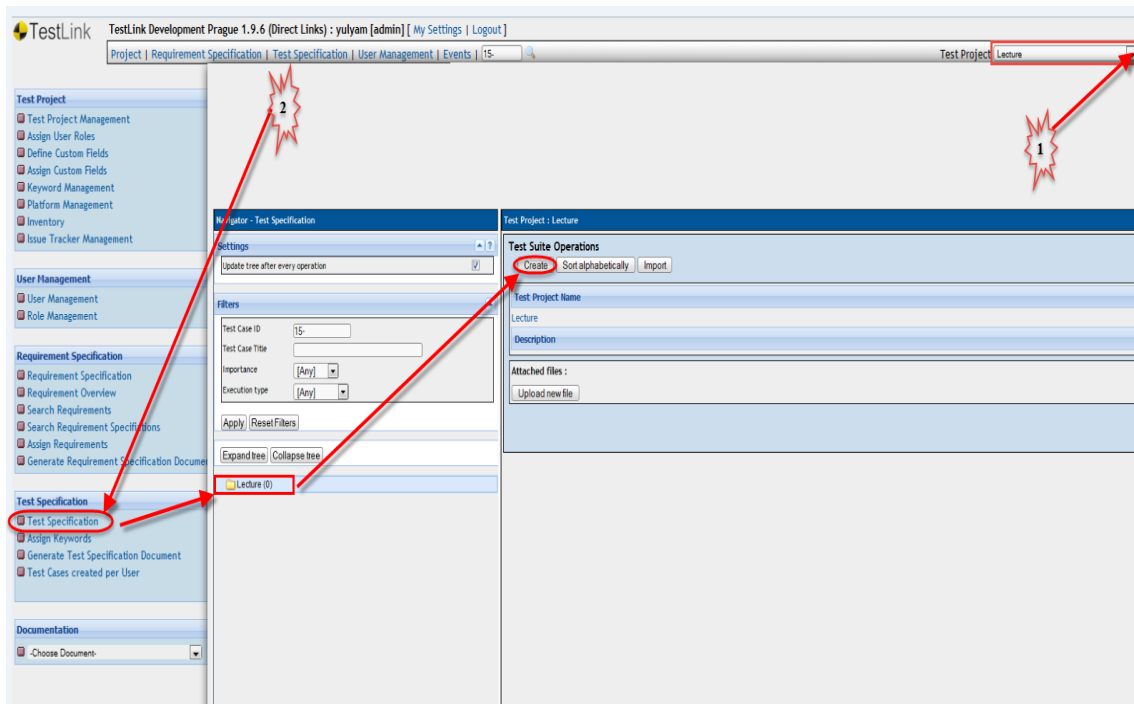 TestLink
TestLink Development Prague 1.9.6 (Direct Links) : yulyam [admin] [ My Settings | Logout ]
Project | Requirement Specification | Test Specification | User Management | Events | 15-
Test Project Lecture
1
2
Test Project
Test Project Management
Assign User Roles
Define Custom Fields
Assign Custom Fields
Keyword Management
Platform Management
Inventory
Issue Tracker Management
User Management
User Management
Role Management
Requirement Specification
Requirement Specification
Requirement Overview
Search Requirements
Search Requirement Specifications
Assign Requirements
Generate Requirement Specification Documen
Test Specification
Test Specification
Assign Keywords
Generate Test Specification Document
Test Cases created per User
Documentation
-Choose Document-
Navigator - Test Specification
Settings
?
Update tree after every operation
Filters
Test Case ID 15-
Test Case Title
Importance [Any]
Execution type [Any]
Apply Reset Filters
Expand tree Collapse tree
Lecture (0)
Test Project : Lecture
Test Suite Operations
Create Sort alphabetically Import
Test Project Name
Lecture
Description
Attached files :
Upload new file